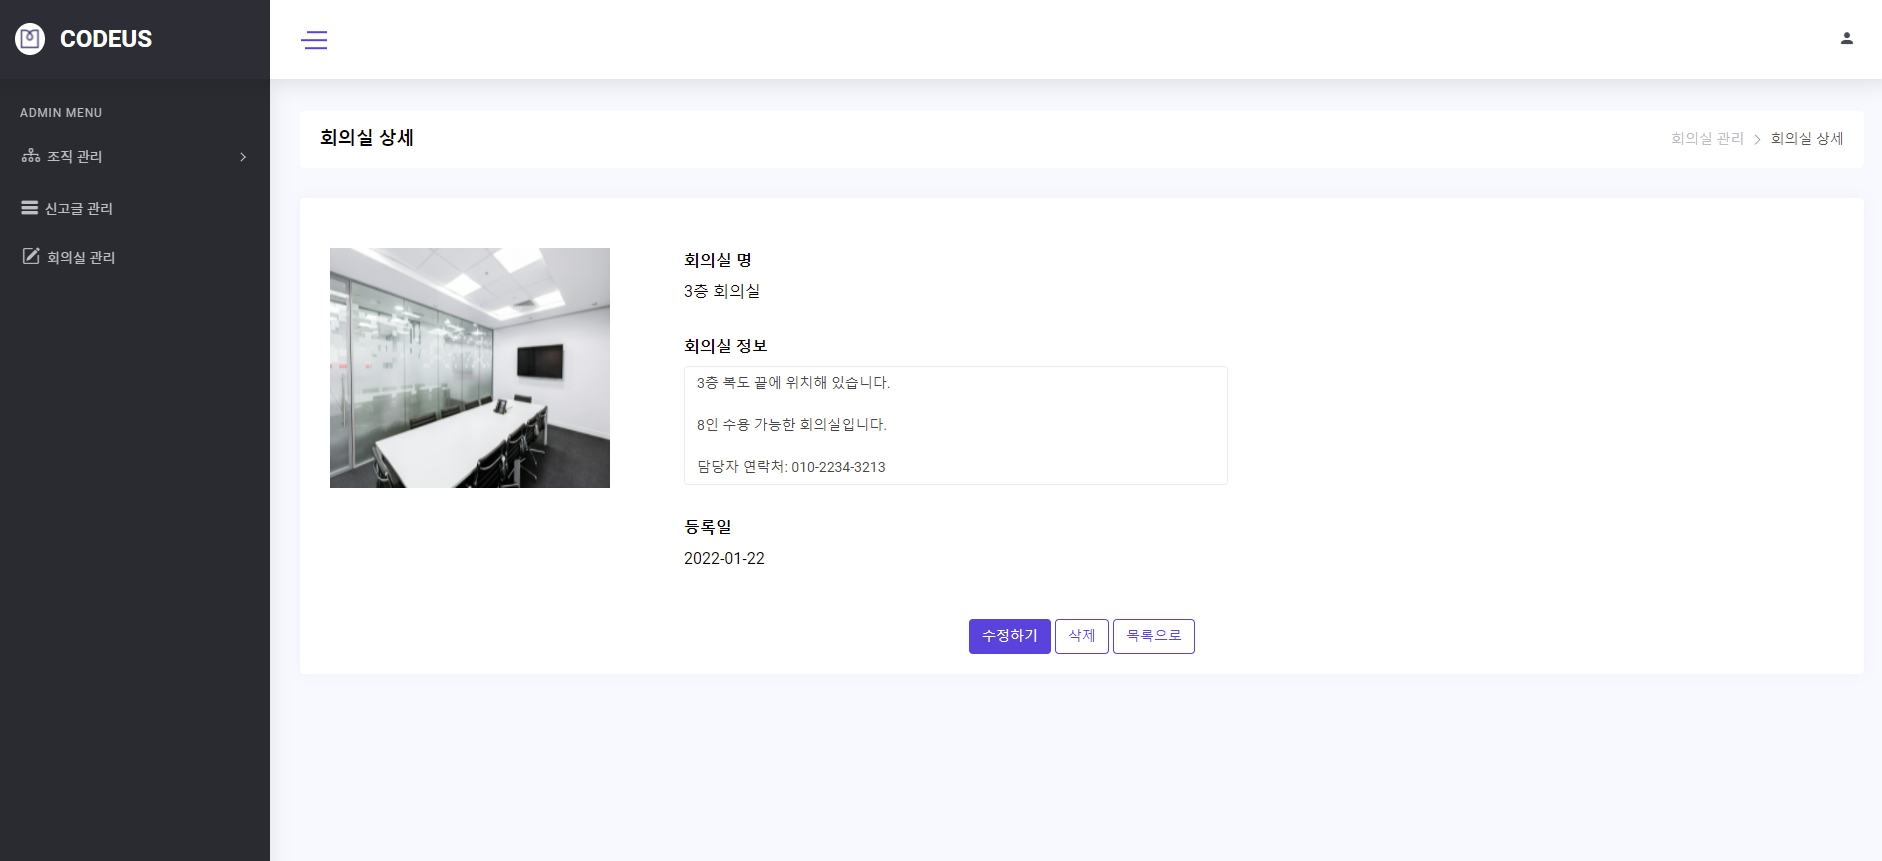 CODEUS
ADMIN MENU
조직 관리
신고글 관리
회의실 관리
회의실 상세
회의실 관리 > 회의실 상세
회의실 명
3층 회의실
회의실 정보
3층 복도 끝에 위치해 있습니다.
8인 수용 가능한 회의실입니다.
담당자 연락처: 010-2234-3213
등록일
2022-01-22
수정하기 삭제 목록으로